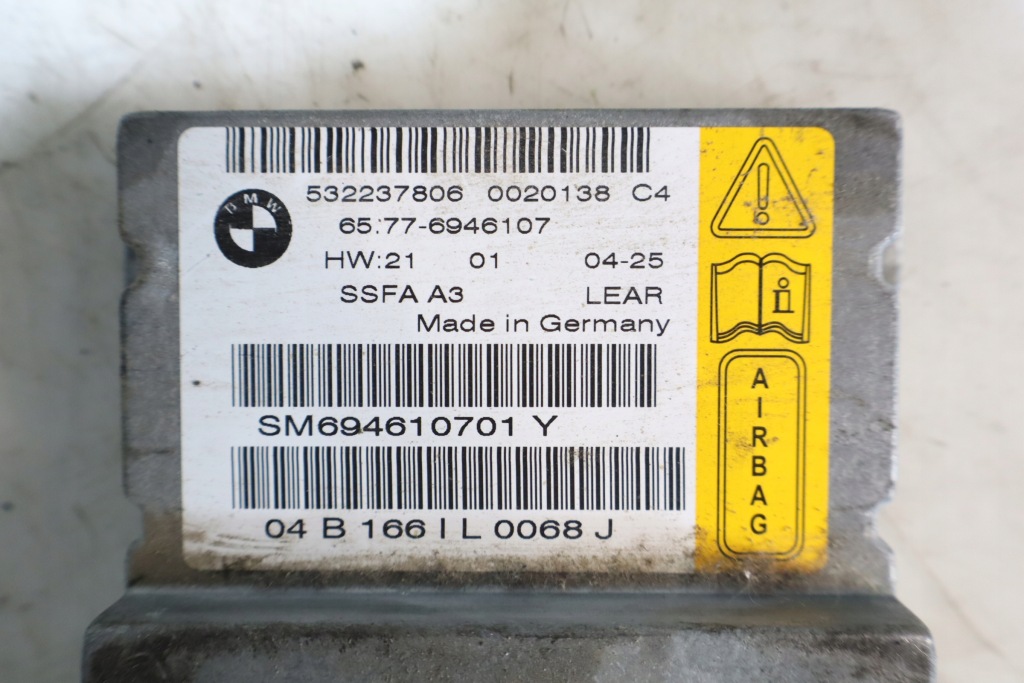 532237806 0020138 C4
BMW
65.77-6946107
HW:21 01 04-25
SSFA A3 LEAR
Made in Germany
SM694610701 Y
04 B 166 I L 0068 J
i
AIRBAG